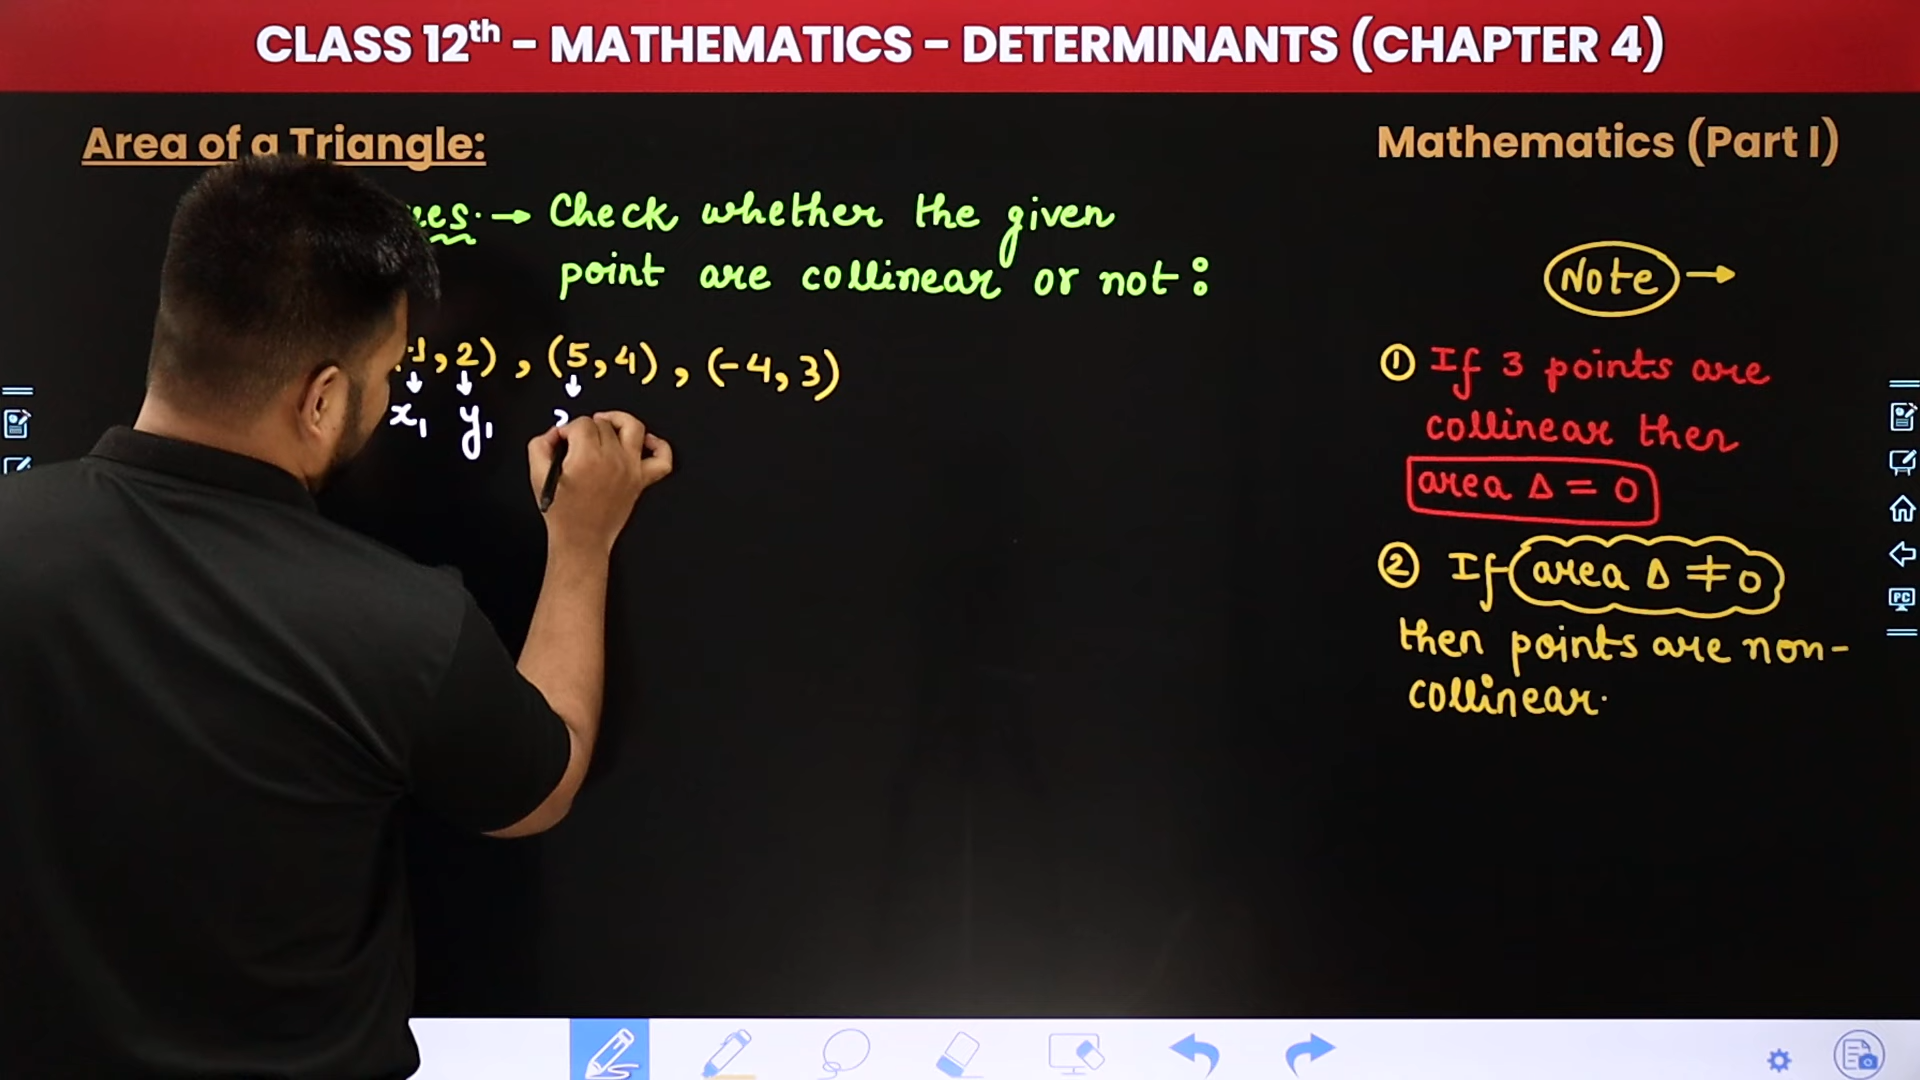 CLASS 12th - MATHEMATICS - DETERMINANTS (CHAPTER 4)
Area of a Triangle:
Mathematics (Part I)
→ Check whether the given
point are collinear or not :
,2) , (5,4) , (-4,3)
x₁ y₁
Note →
① If 3 points are
collinear then
area Δ = 0
② If area Δ ≠ 0
then points are non-
collinear.
PC